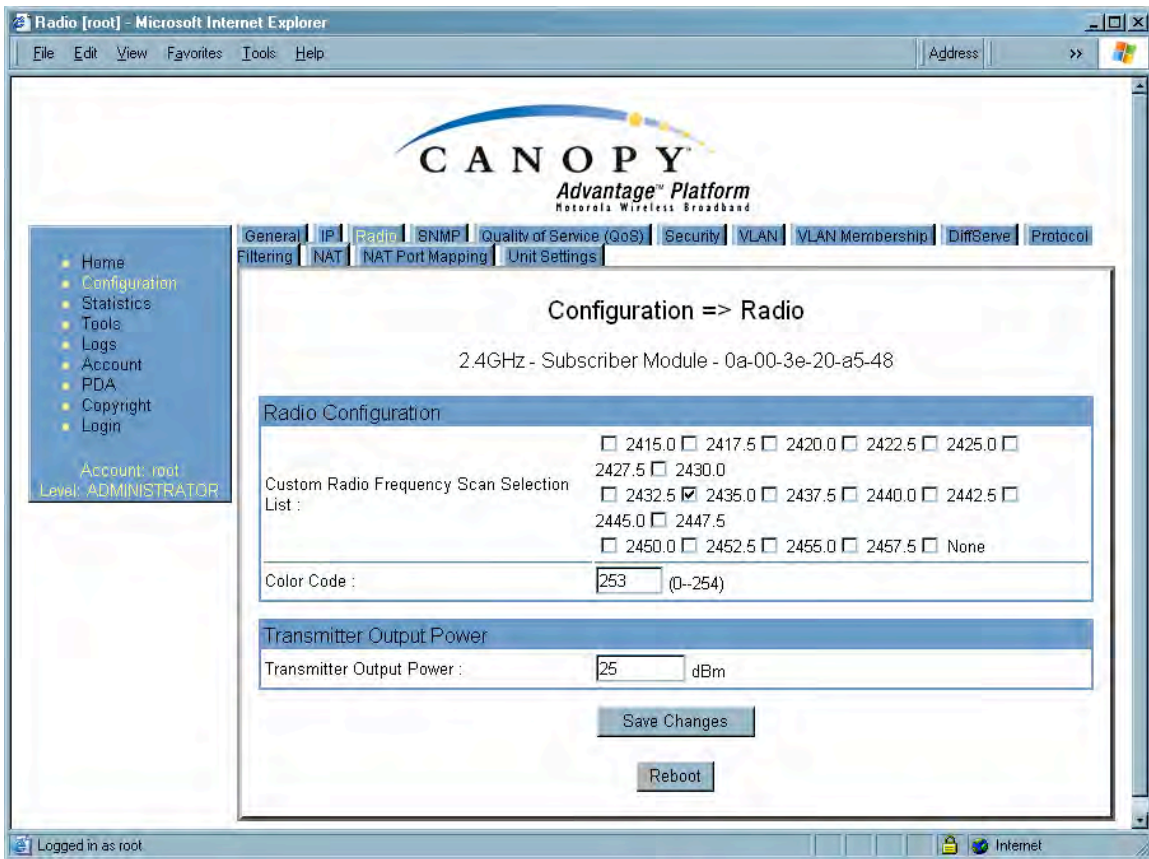 Radio [root] - Microsoft Internet Explorer
File Edit View Favorites Tools Help Address »
CANOPY
Advantage™ Platform
Motorola Wireless Broadband
General IP Radio SNMP Quality of Service (QoS) Security VLAN VLAN Membership DiffServe Protocol
Filtering NAT NAT Port Mapping Unit Settings
Home
Configuration
Statistics
Tools
Logs
Account
PDA
Copyright
Login
Account: root
Level: ADMINISTRATOR
Configuration => Radio
2.4GHz - Subscriber Module - 0a-00-3e-20-a5-48
Radio Configuration
Custom Radio Frequency Scan Selection
List :
2415.0 2417.5 2420.0 2422.5 2425.0
2427.5 2430.0
2432.5 2435.0 2437.5 2440.0 2442.5
2445.0 2447.5
2450.0 2452.5 2455.0 2457.5 None
Color Code : 253 (0--254)
Transmitter Output Power
Transmitter Output Power : 25 dBm
Save Changes
Reboot
Logged in as root Internet